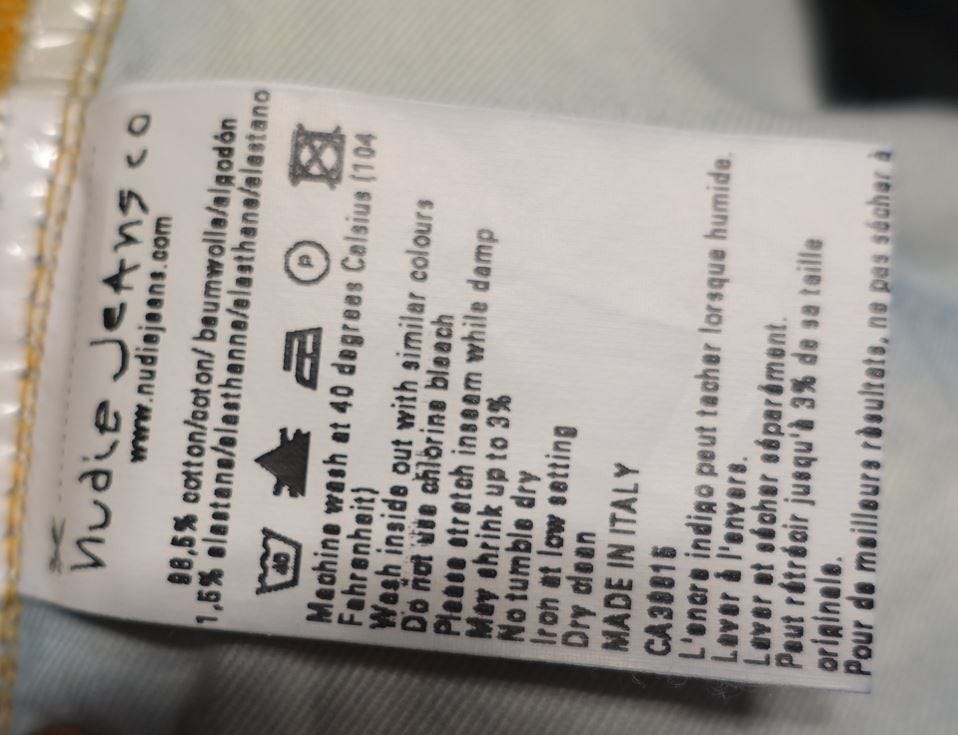 Nudie Jeans co
www.nudiejeans.com
98,5% cotton/coton/baumwolle/algodón
1,5% elastane/elasthanne/elasthane/elastano
40
P
Machine wash at 40 degrees Celsius (104
Fahrenheit)
Wash inside out with similar colours
Do not use chlorine bleach
Please stretch inseam while damp
May shrink up to 3%
No tumble dry
Iron at low setting
Dry clean
MADE IN ITALY
L'encre indigo peut tacher lorsque humide.
Laver à l'envers.
Laver et sécher séparément.
Peut rétrécir jusqu'à 3% de sa taille
originale.
Pour de meilleurs résultats, ne pas sécher à